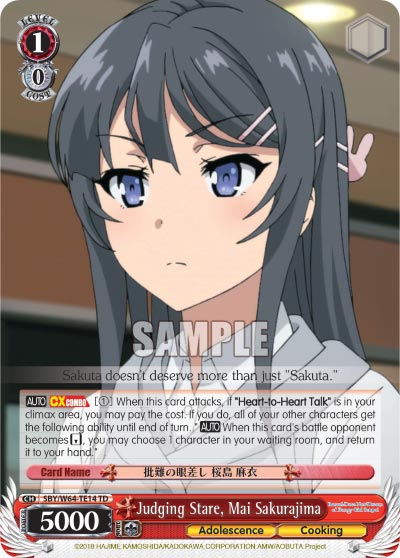 LEVEL
1
0
COST
SAMPLE
Sakuta doesn't deserve more than just "Sakuta."
AUTO CX COMBO [①] When this card attacks, if "Heart-to-Heart Talk" is in your
climax area, you may pay the cost. If you do, all of your other characters get
the following ability until end of turn. "AUTO When this card's battle opponent
becomes, you may choose 1 character in your waiting room, and return
it to your hand."
Card Name 批難の眼差し 桜島 麻衣
CH SBY/W64-TE14 TD
POWER
5000
Judging Stare, Mai Sakurajima
Adolescence Cooking
©2018 HAJIME KAMOSHIDA/KADOKAWA CORPORATION AMW/AOBUTA Project